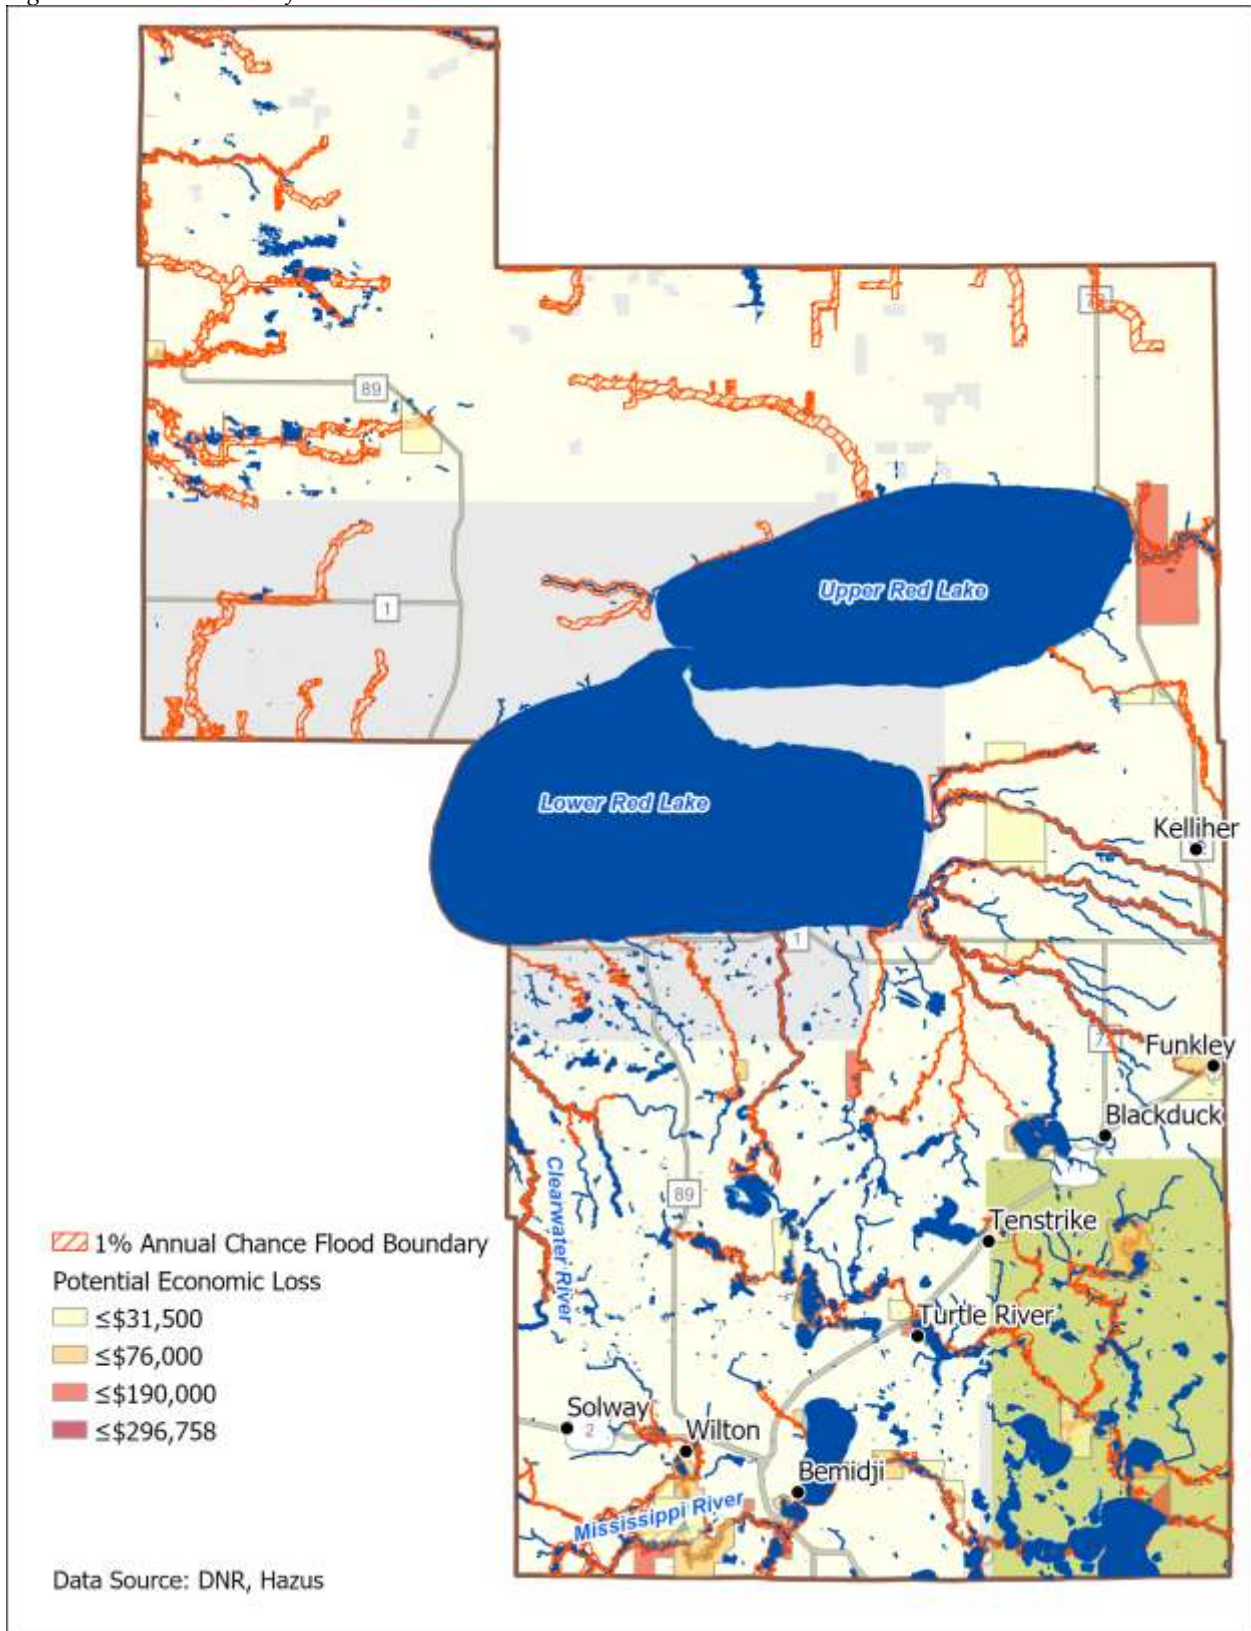 89
1
Upper Red Lake
Lower Red Lake
Kelliher
1
Funkley
Blackduck
Clearwater River
89
Tenstrike
1% Annual Chance Flood Boundary
Potential Economic Loss
≤$31,500
Turtle River
≤$76,000
≤$190,000
≤$296,758
Solway
2
Wilton
Bemidji
Mississippi River
Data Source: DNR, Hazus